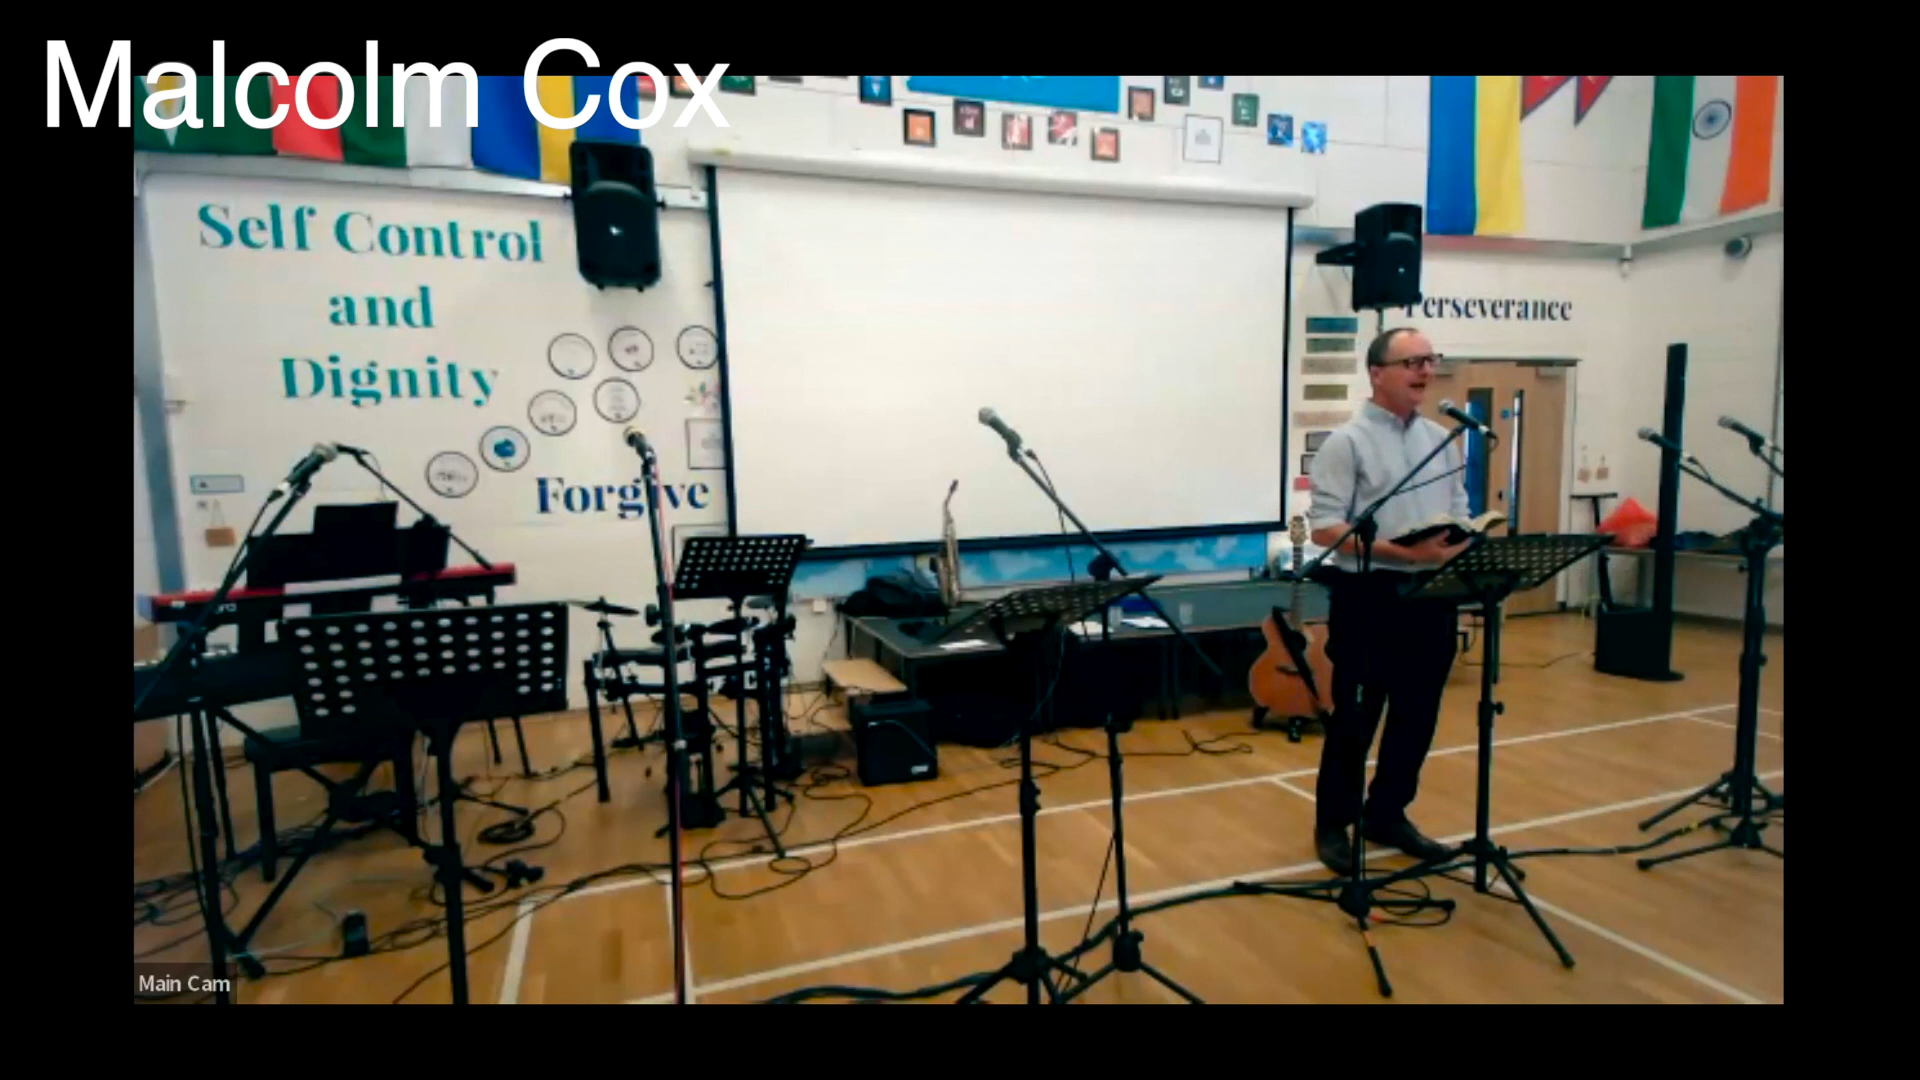 Malcolm Cox
Self Control
and
Dignity
Forgive
Perseverance
Main Cam